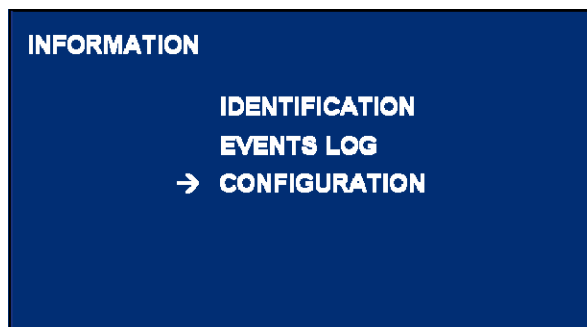 INFORMATION
IDENTIFICATION
EVENTS LOG
→ CONFIGURATION